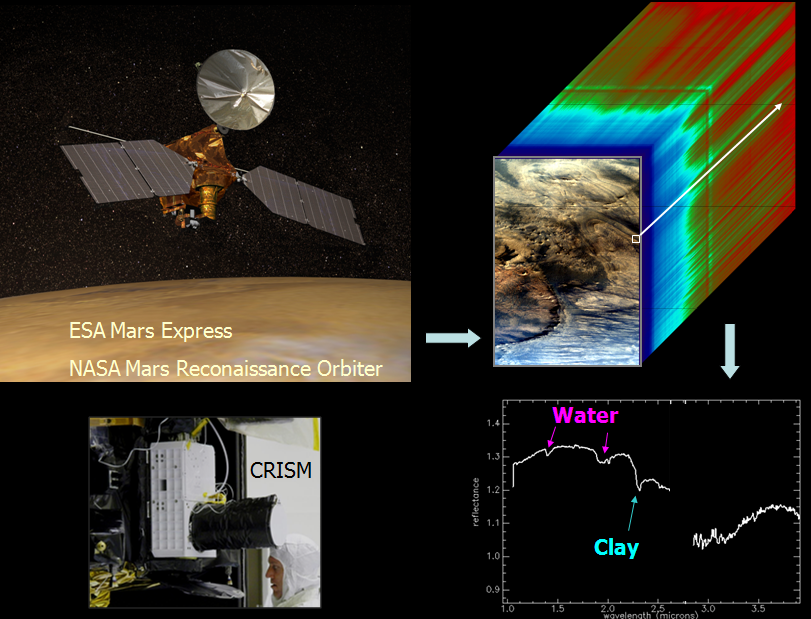 ESA Mars Express
NASA Mars Reconaissance Orbiter
CRISM
Water
Clay
reflectance
1.4
1.3
1.2
1.1
1.0
0.9
1.0 1.5 2.0 2.5 3.0 3.5
wavelength (microns)